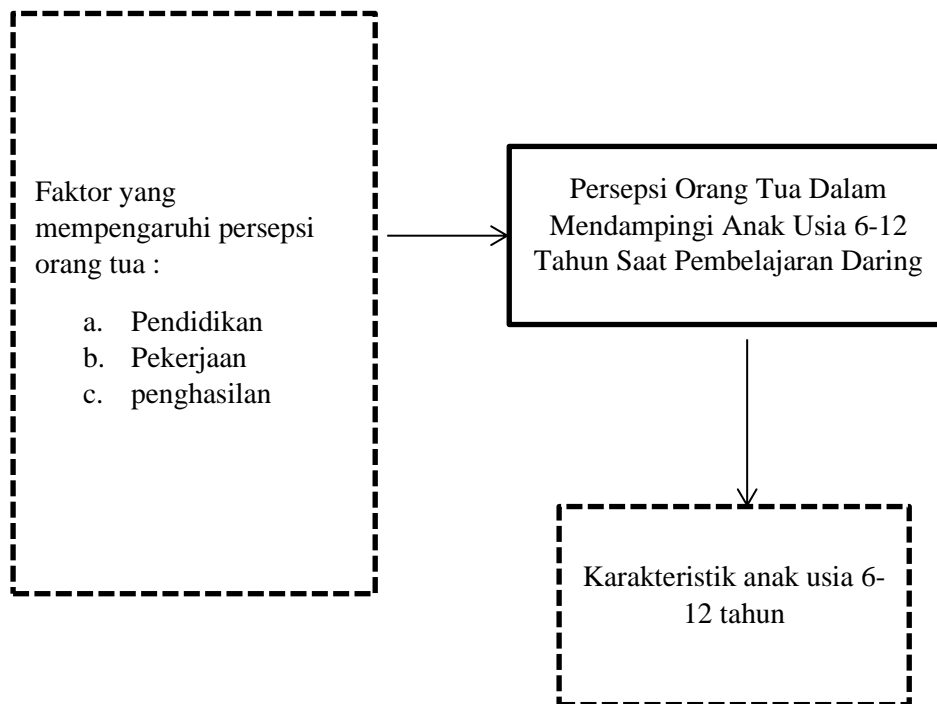 Faktor yang
mempengaruhi persepsi
orang tua :
a. Pendidikan
b. Pekerjaan
c. penghasilan
Persepsi Orang Tua Dalam
Mendampingi Anak Usia 6-12
Tahun Saat Pembelajaran Daring
Karakteristik anak usia 6-
12 tahun